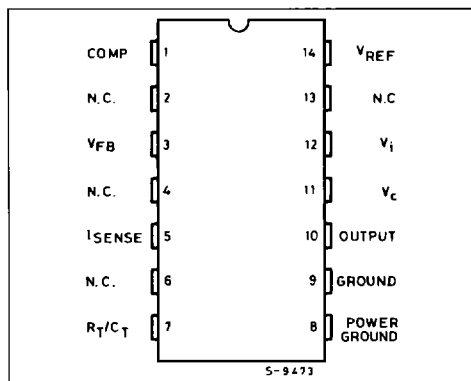 COMP 1 14 VREF
N.C. 2 13 N.C
VFB 3 12 Vi
N.C. 4 11 Vc
ISENSE 5 10 OUTPUT
N.C. 6 9 GROUND
RT/CT 7 8 POWER GROUND
S-9473